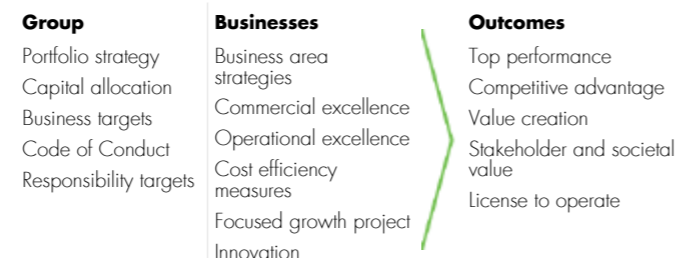 Group
Portfolio strategy
Capital allocation
Business targets
Code of Conduct
Responsibility targets
Businesses
Business area
strategies
Commercial excellence
Operational excellence
Cost efficiency
measures
Focused growth project
Innovation
Outcomes
Top performance
Competitive advantage
Value creation
Stakeholder and societal
value
License to operate